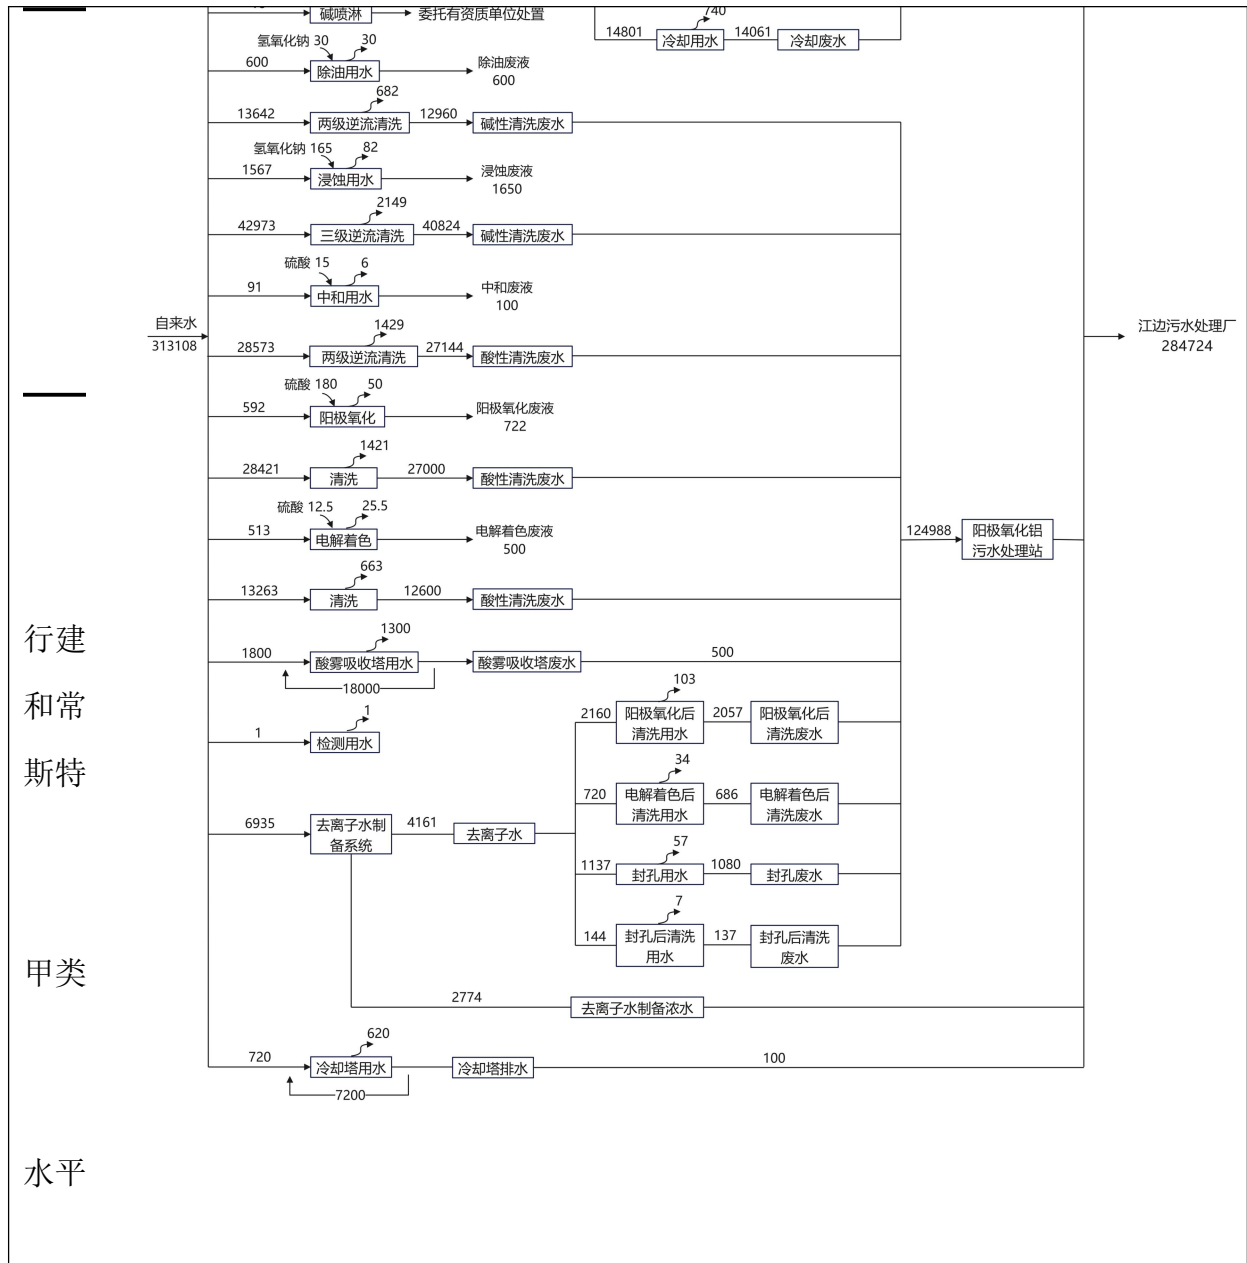 碱喷淋 委托有资质单位处置
740
14801 冷却用水 14061 冷却废水
氢氧化钠 30 30
600 除油用水 除油废液
600
682
13642 两级逆流清洗 12960 碱性清洗废水
氢氧化钠 165 82
1567 浸蚀用水 浸蚀废液
1650
2149
42973 三级逆流清洗 40824 碱性清洗废水
硫酸 15 6
91 中和用水 中和废液
100
自来水
313108
江边污水处理厂
284724
1429
28573 两级逆流清洗 27144 酸性清洗废水
硫酸 180 50
592 阳极氧化 阳极氧化废液
722
1421
28421 清洗 27000 酸性清洗废水
硫酸 12.5 25.5
513 电解着色 电解着色废液
500
124988 阳极氧化铝
污水处理站
663
13263 清洗 12600 酸性清洗废水
1300
1800 酸雾吸收塔用水 酸雾吸收塔废水 500
18000
1
1 检测用水
103
2160 阳极氧化后
清洗用水 2057 阳极氧化后
清洗废水
34
720 电解着色后
清洗用水 686 电解着色后
清洗废水
6935 去离子水制
备系统 4161 去离子水
57
1137 封孔用水 1080 封孔废水
7
144 封孔后清洗
用水 137 封孔后清洗
废水
2774 去离子水制备浓水
620
720 冷却塔用水 冷却塔排水 100
7200
行建
和常
斯特
甲类
水平